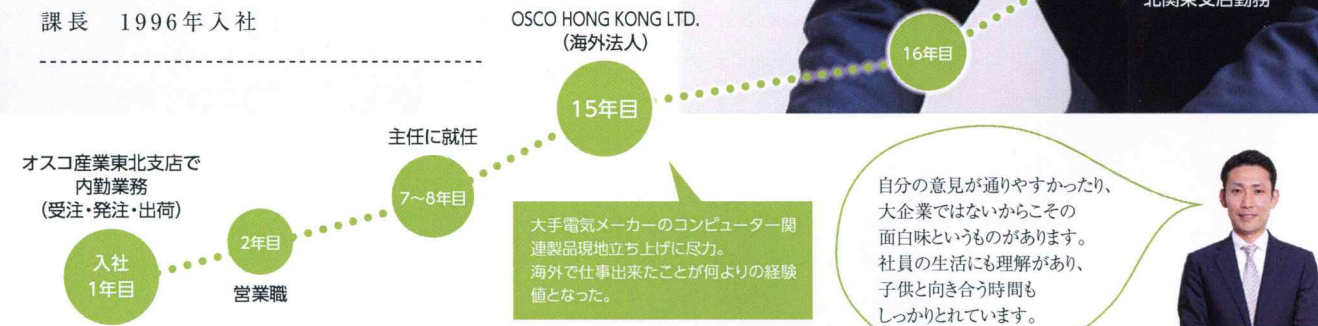 課長　1996年入社
オスコ産業東北支店で
内勤業務
(受注・発注・出荷)
入社
1年目
2年目
営業職
主任に就任
7〜8年目
OSCO HONG KONG LTD.
(海外法人)
15年目
大手電気メーカーのコンピューター関
連製品現地立ち上げに尽力。
海外で仕事出来たことが何よりの経験
値となった。
16年目
北関東支店勤務
自分の意見が通りやすかったり、
大企業ではないからこその
面白味というものがあります。
社員の生活にも理解があり、
子供と向き合う時間も
しっかりとれています。